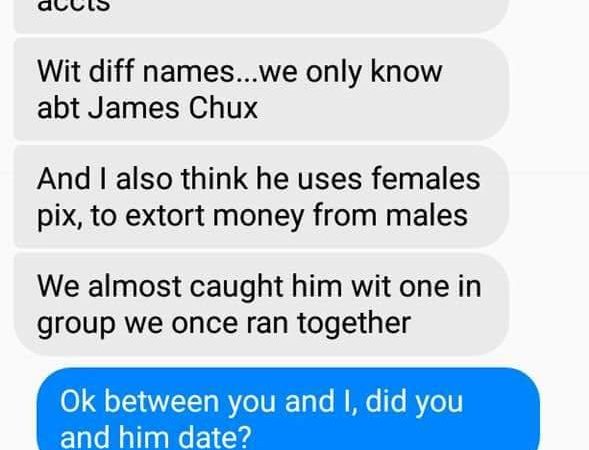 accts
Wit diff names...we only know
abt James Chux
And I also think he uses females
pix, to extort money from males
We almost caught him wit one in
group we once ran together
Ok between you and I, did you
and him date?